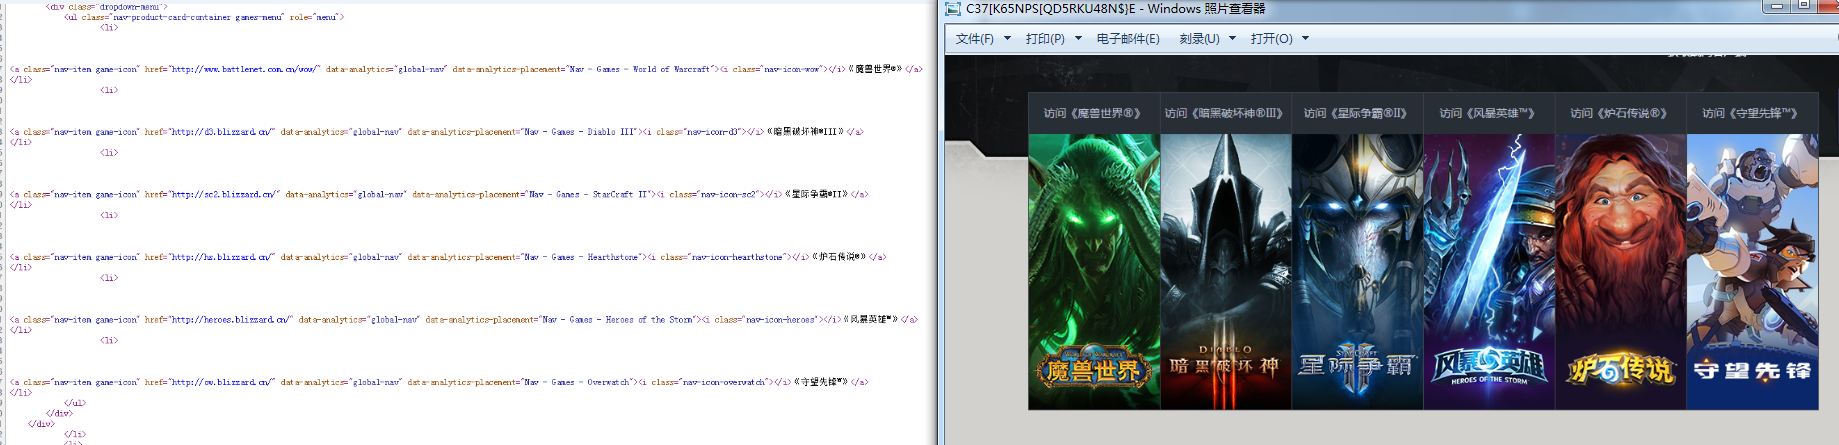 <div class="dropdown-menu">
<ul class="nav-product-card-container games-menu" role="menu">
<li>
<a class="nav-item game-icon" href="http://www.battlenet.com.cn/wow/" data-analytics="global-nav" data-analytics-placement="Nav - Games - World of Warcraft"><i class="nav-icon-wow"></i>《魔兽世界®》</a>
</li>
<li>
<a class="nav-item game-icon" href="http://d3.blizzard.cn/" data-analytics="global-nav" data-analytics-placement="Nav - Games - Diablo III"><i class="nav-icon-d3"></i>《暗黑破坏神®III》</a>
</li>
<li>
<a class="nav-item game-icon" href="http://sc2.blizzard.cn/" data-analytics="global-nav" data-analytics-placement="Nav - Games - StarCraft II"><i class="nav-icon-sc2"></i>《星际争霸®II》</a>
</li>
<li>
<a class="nav-item game-icon" href="http://hs.blizzard.cn/" data-analytics="global-nav" data-analytics-placement="Nav - Games - Hearthstone"><i class="nav-icon-hearthstone"></i>《炉石传说®》</a>
</li>
<li>
<a class="nav-item game-icon" href="http://heroes.blizzard.cn/" data-analytics="global-nav" data-analytics-placement="Nav - Games - Heroes of the Storm"><i class="nav-icon-heroes"></i>《风暴英雄™》</a>
</li>
<li>
<a class="nav-item game-icon" href="http://ow.blizzard.cn/" data-analytics="global-nav" data-analytics-placement="Nav - Games - Overwatch"><i class="nav-icon-overwatch"></i>《守望先锋™》</a>
</li>
</ul>
</div>
</div>
</li>
<li>
C37[K65NPS[QD5RKU48N$}E - Windows 照片查看器
文件(F) 打印(P) 电子邮件(E) 刻录(U) 打开(O)
访问《魔兽世界®》 访问《暗黑破坏神®III》 访问《星际争霸®II》 访问《风暴英雄™》 访问《炉石传说®》 访问《守望先锋™》
WORLD OF WARCRAFT
魔兽世界
DIABLO
暗黑破坏神
III
STARCRAFT
星际争霸
II
风暴英雄
HEROES OF THE STORM
炉石传说
守望先锋